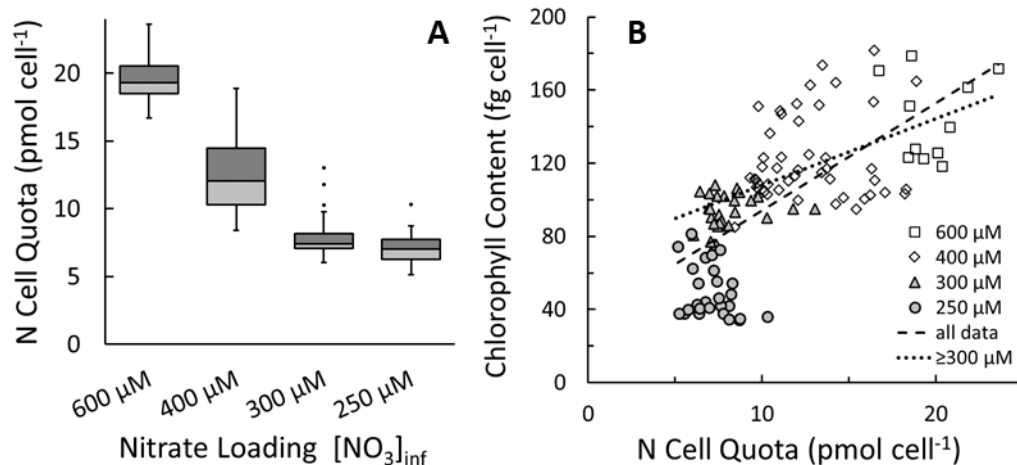 A
N Cell Quota (pmol cell⁻¹)
20
15
10
5
0
600 µM
400 µM
300 µM
250 µM
Nitrate Loading [NO₃]inf
B
Chlorophyll Content (fg cell⁻¹)
200
160
120
80
40
0
600 µM
400 µM
300 µM
250 µM
all data
≥300 µM
0
10
20
N Cell Quota (pmol cell⁻¹)